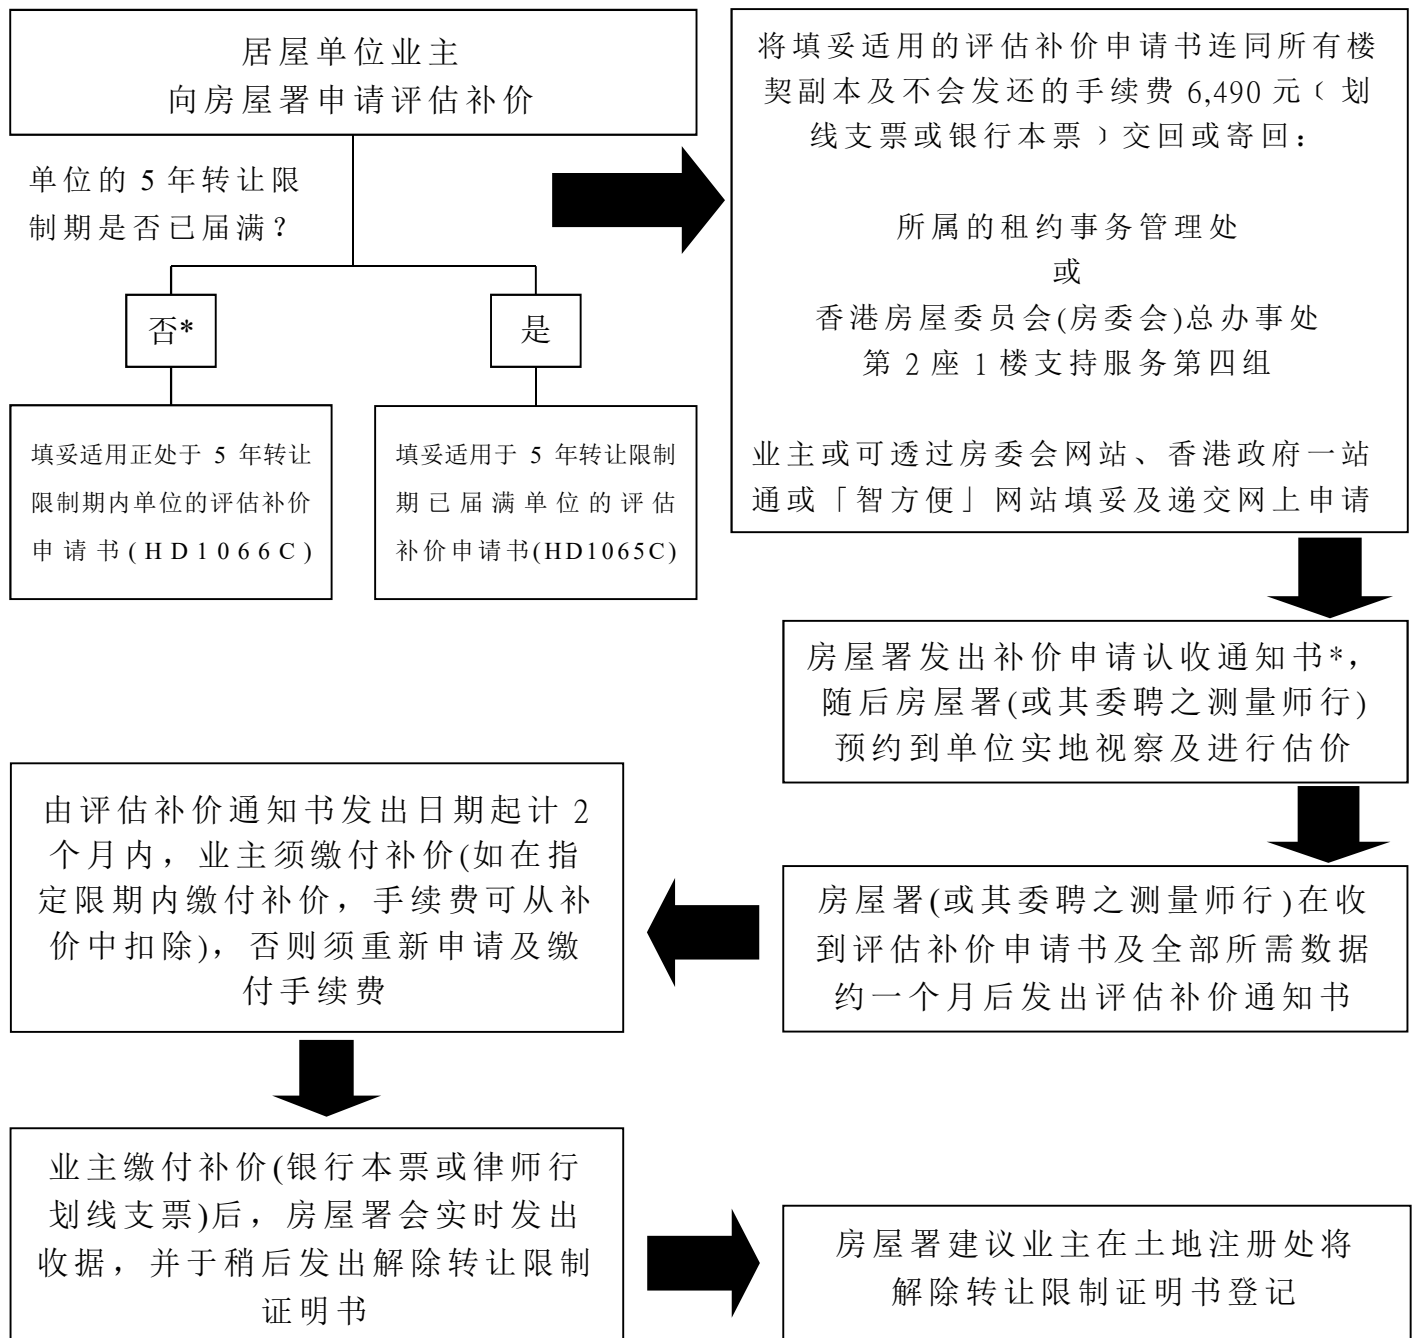 居屋单位业主
向房屋署申请评估补价
单位的 5 年转让限
制期是否已届满?
否*
是
填妥适用正处于 5 年转让
限制期内单位的评估补价
申请书(HD1066C)
填妥适用于 5 年转让限制
期已届满单位的评估
补价申请书(HD1065C)
将填妥适用的评估补价申请书连同所有楼
契副本及不会发还的手续费 6,490 元﹙划
线支票或银行本票﹚交回或寄回:
所属的租约事务管理处
或
香港房屋委员会(房委会)总办事处
第 2 座 1 楼支持服务第四组
业主或可透过房委会网站、香港政府一站
通或「智方便」网站填妥及递交网上申请
房屋署发出补价申请认收通知书*,
随后房屋署(或其委聘之测量师行)
预约到单位实地视察及进行估价
房屋署(或其委聘之测量师行)在收
到评估补价申请书及全部所需数据
约一个月后发出评估补价通知书
由评估补价通知书发出日期起计 2
个月内，业主须缴付补价(如在指
定限期内缴付补价，手续费可从补
价中扣除)，否则须重新申请及缴
付手续费
业主缴付补价(银行本票或律师行
划线支票)后，房屋署会实时发出
收据，并于稍后发出解除转让限制
证明书
房屋署建议业主在土地注册处将
解除转让限制证明书登记